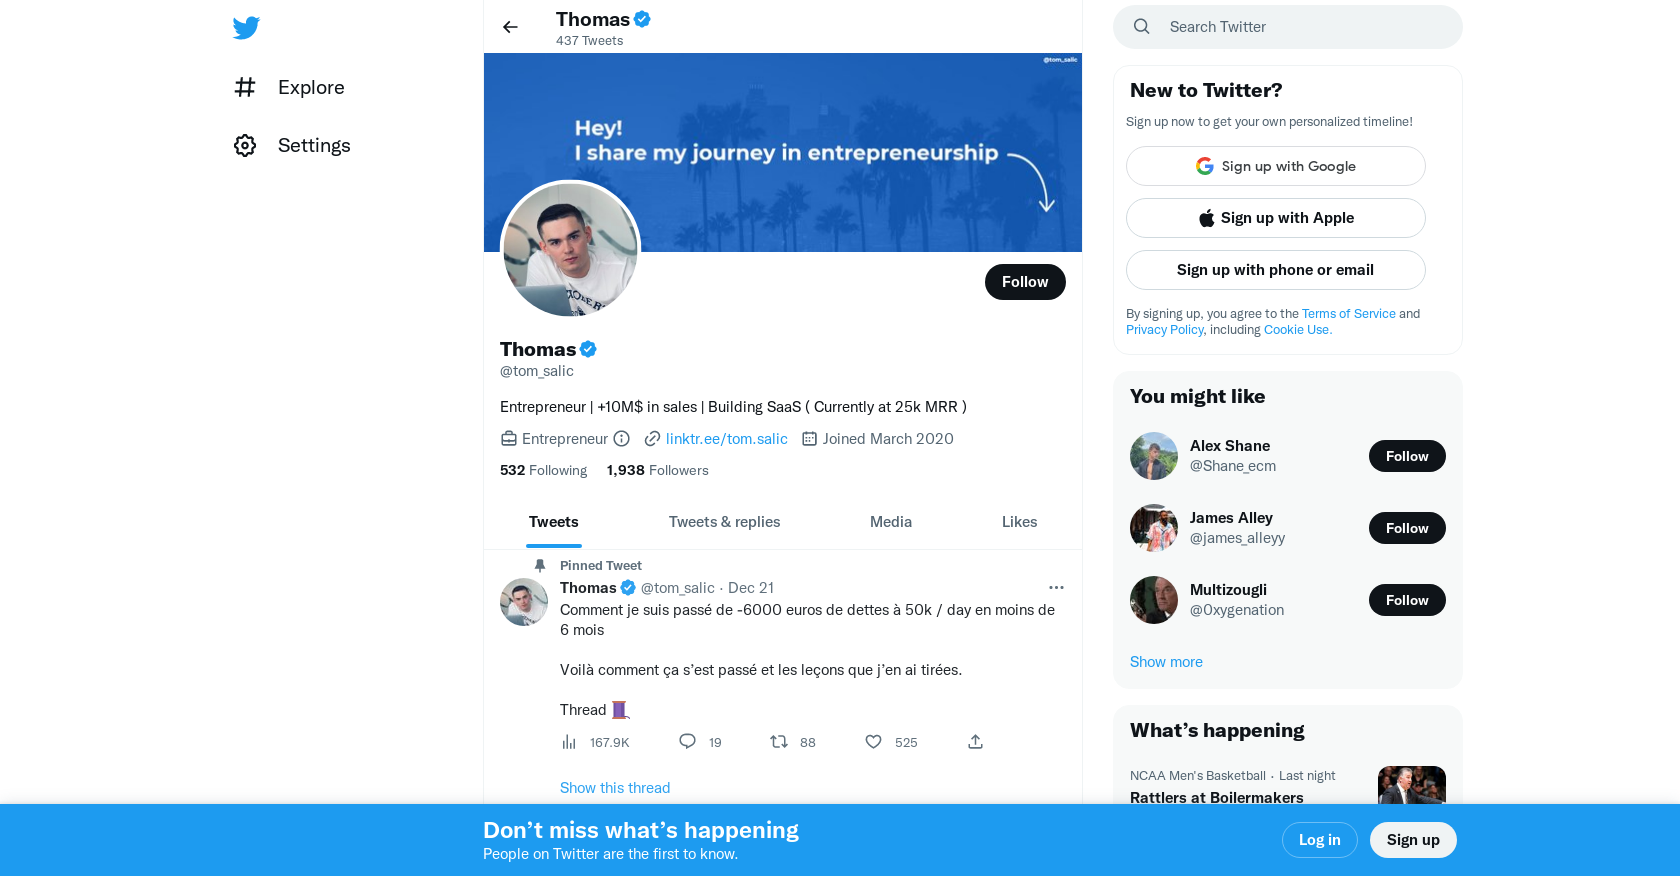 Explore
Settings
Thomas
437 Tweets
@tom_salic
Hey!
I share my journey in entrepreneurship
Follow
Thomas
@tom_salic
Entrepreneur | +10M$ in sales | Building SaaS ( Currently at 25k MRR )
Entrepreneur linktr.ee/tom.salic Joined March 2020
532 Following 1,938 Followers
Tweets Tweets & replies Media Likes
Pinned Tweet
Thomas @tom_salic · Dec 21
Comment je suis passé de -6000 euros de dettes à 50k / day en moins de
6 mois
Voilà comment ça s’est passé et les leçons que j’en ai tirées.
Thread
167.9K 19 88 525
Show this thread
Search Twitter
New to Twitter?
Sign up now to get your own personalized timeline!
Sign up with Google
Sign up with Apple
Sign up with phone or email
By signing up, you agree to the Terms of Service and
Privacy Policy, including Cookie Use.
You might like
Alex Shane
@Shane_ecm
Follow
James Alley
@james_alleyy
Follow
Multizougli
@0xygenation
Follow
Show more
What’s happening
NCAA Men's Basketball · Last night
Rattlers at Boilermakers
Don’t miss what’s happening
People on Twitter are the first to know.
Log in
Sign up